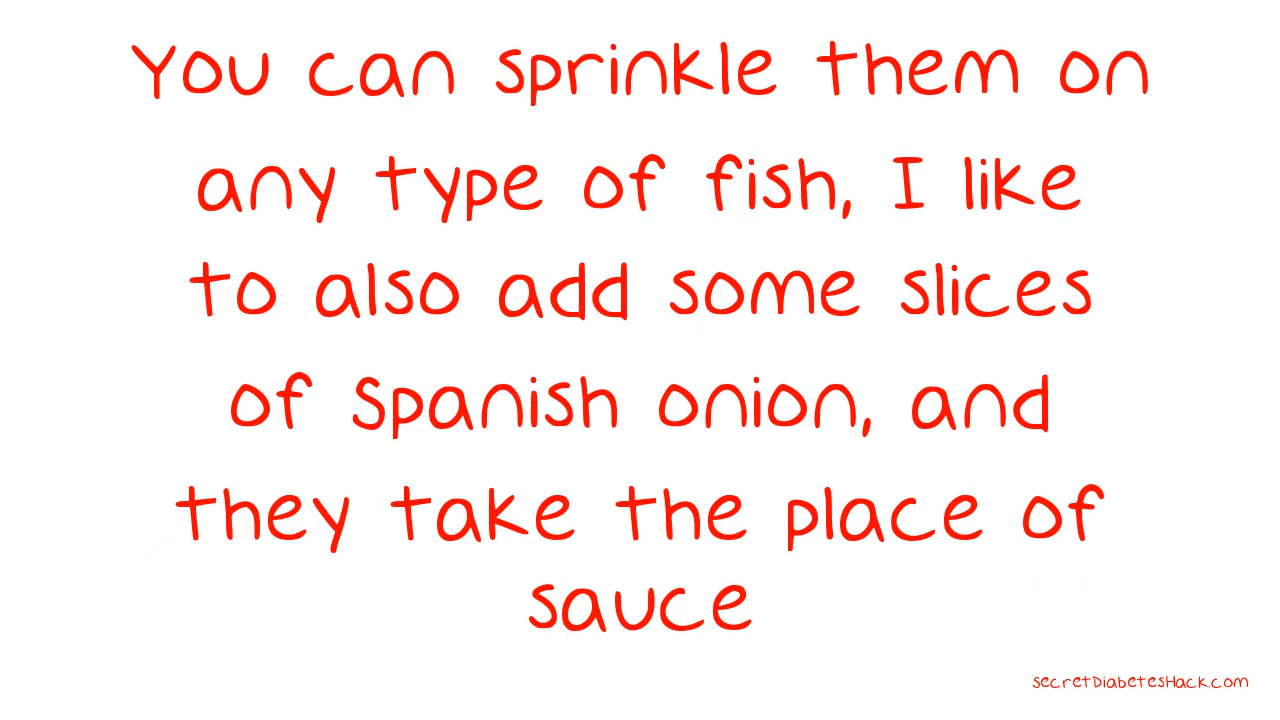 You can sprinkle them on
any type of fish, I like
to also add some slices
of Spanish onion, and
they take the place of
sauce
secretDiabetesHack.com